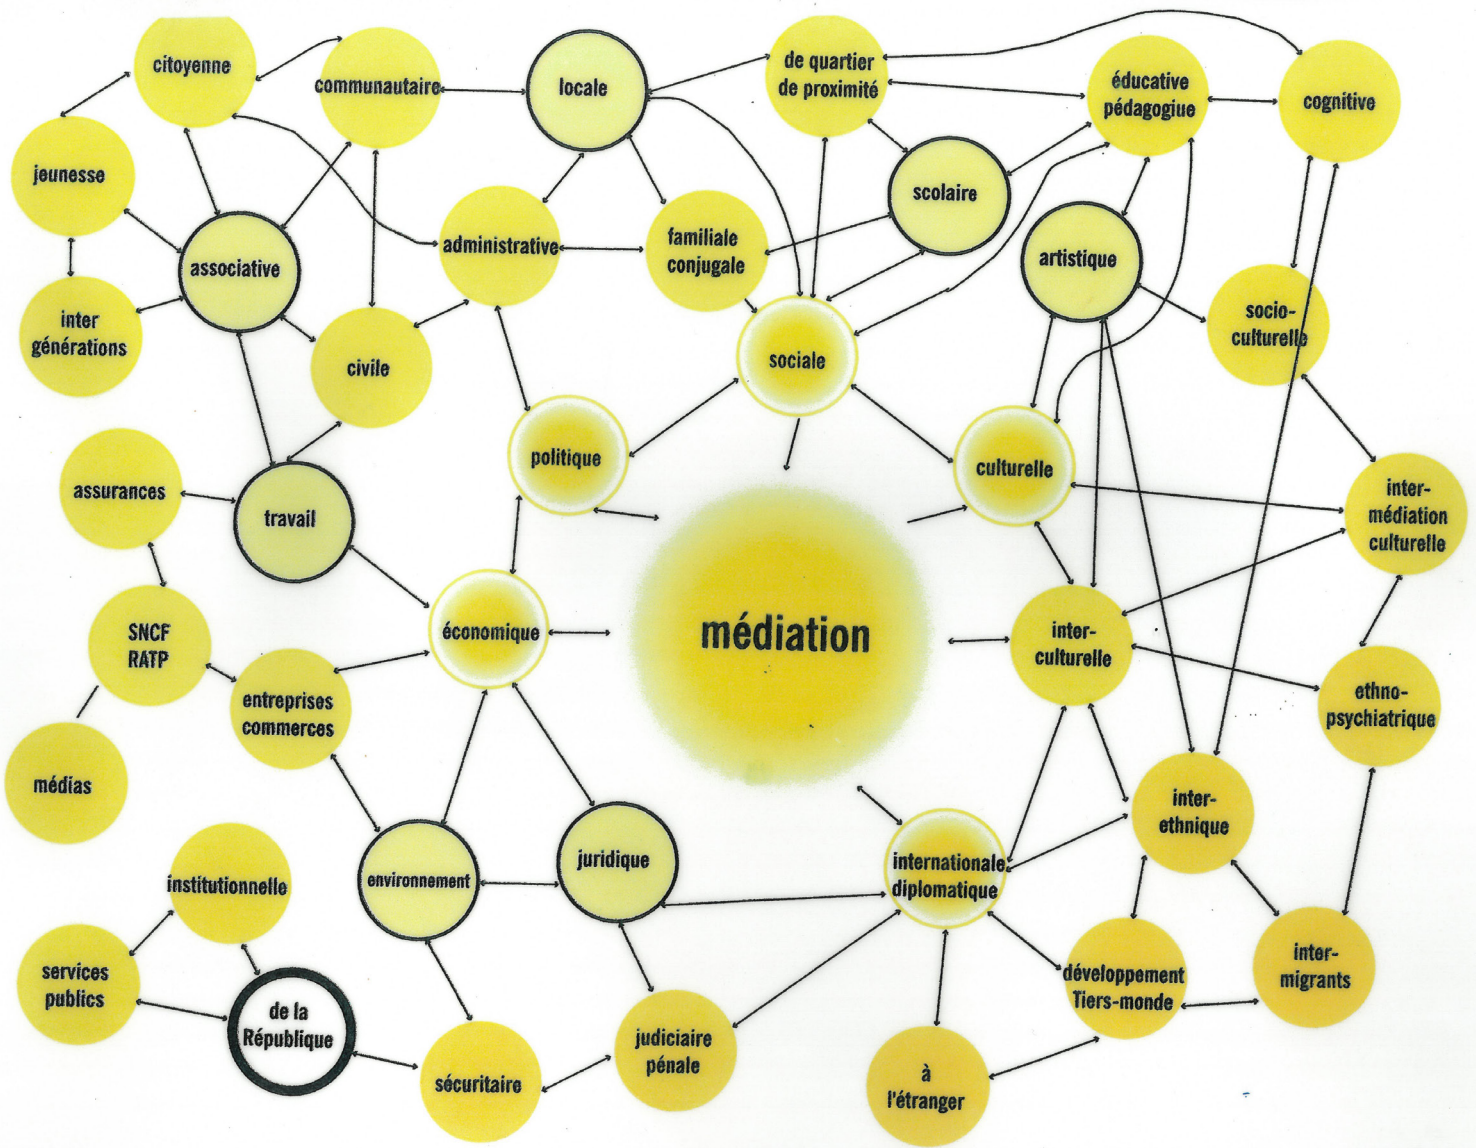 citoyenne
communautaire
locale
de quartier
de proximité
éducative
pédagogiue
cognitive
jeunesse
associative
administrative
familiale
conjugale
scolaire
artistique
socio-
culturelle
inter
générations
civile
sociale
politique
culturelle
assurances
travail
inter-
médiation
culturelle
SNCF
RATP
économique
médiation
inter-
culturelle
ethno-
psychiatrique
entreprises
commerces
médias
inter-
ethnique
institutionnelle
environnement
juridique
internationale
diplomatique
services
publics
de la
République
sécuritaire
judiciaire
pénale
à
l'étranger
développement
Tiers-monde
inter-
migrants